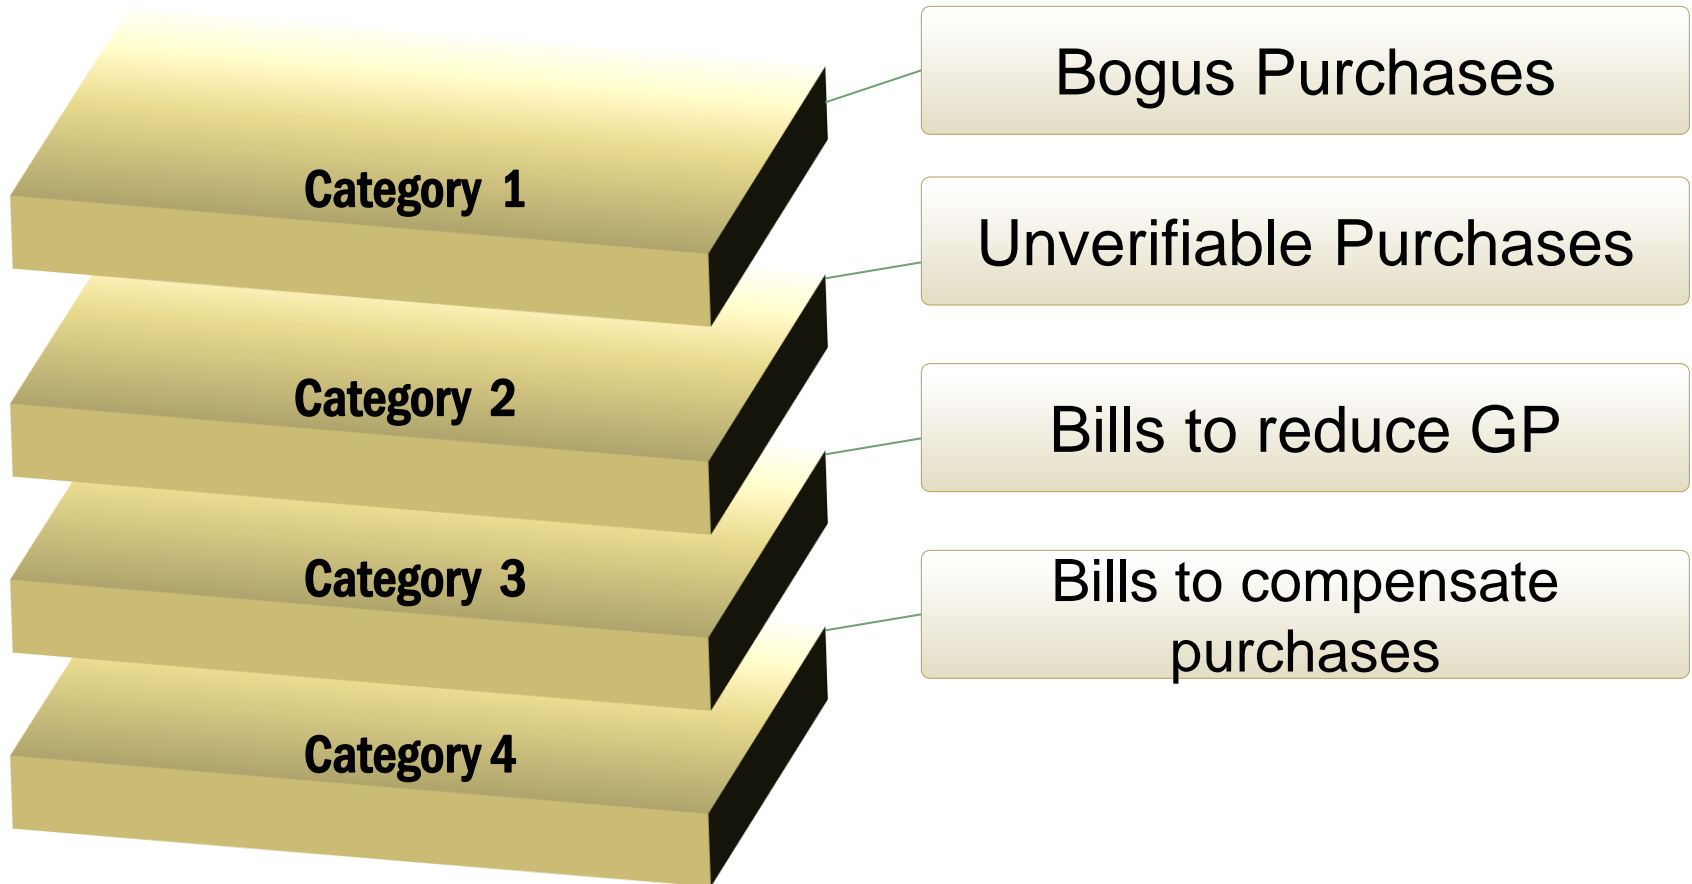 Category 1
Bogus Purchases
Category 2
Unverifiable Purchases
Category 3
Bills to reduce GP
Category 4
Bills to compensate
purchases